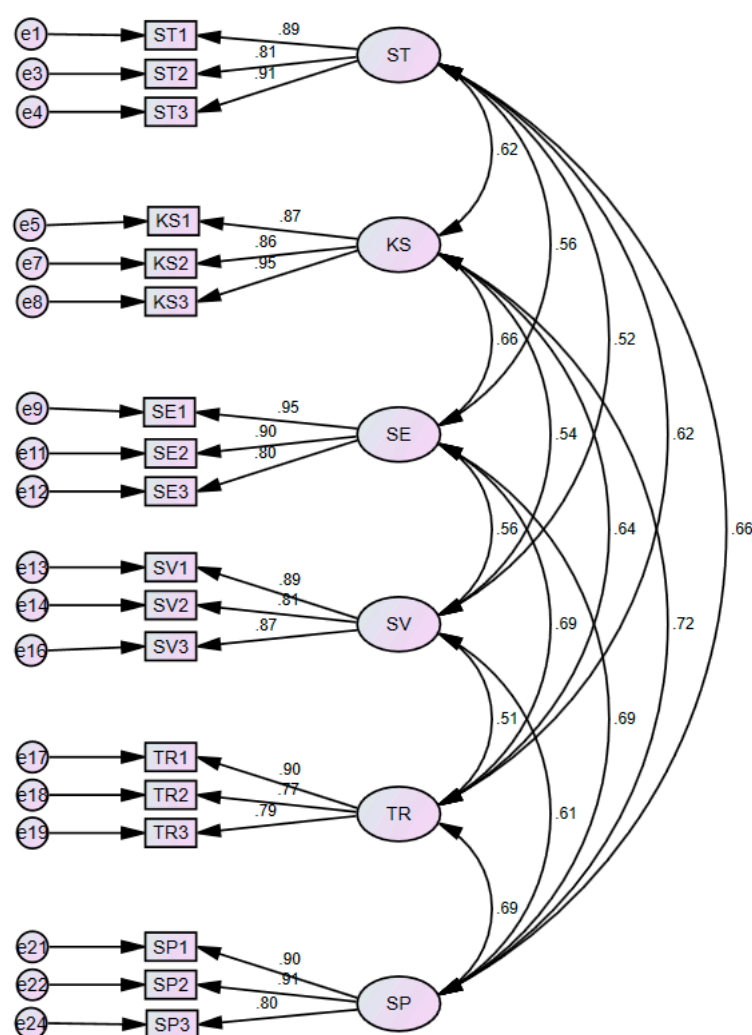 e1 ST1 .89 ST
e3 ST2 .81
e4 ST3 .91
.62
e5 KS1 .87 KS
e7 KS2 .86
e8 KS3 .95
.56
.66 .52
e9 SE1 .95 SE
e11 SE2 .90
e12 SE3 .80
.54 .62
.56 .64 .66
e13 SV1 .89 SV
e14 SV2 .81
e16 SV3 .87
.69 .72
.51 .69
e17 TR1 .90 TR
e18 TR2 .77
e19 TR3 .79
.61
.69
e21 SP1 .90 SP
e22 SP2 .91
e24 SP3 .80